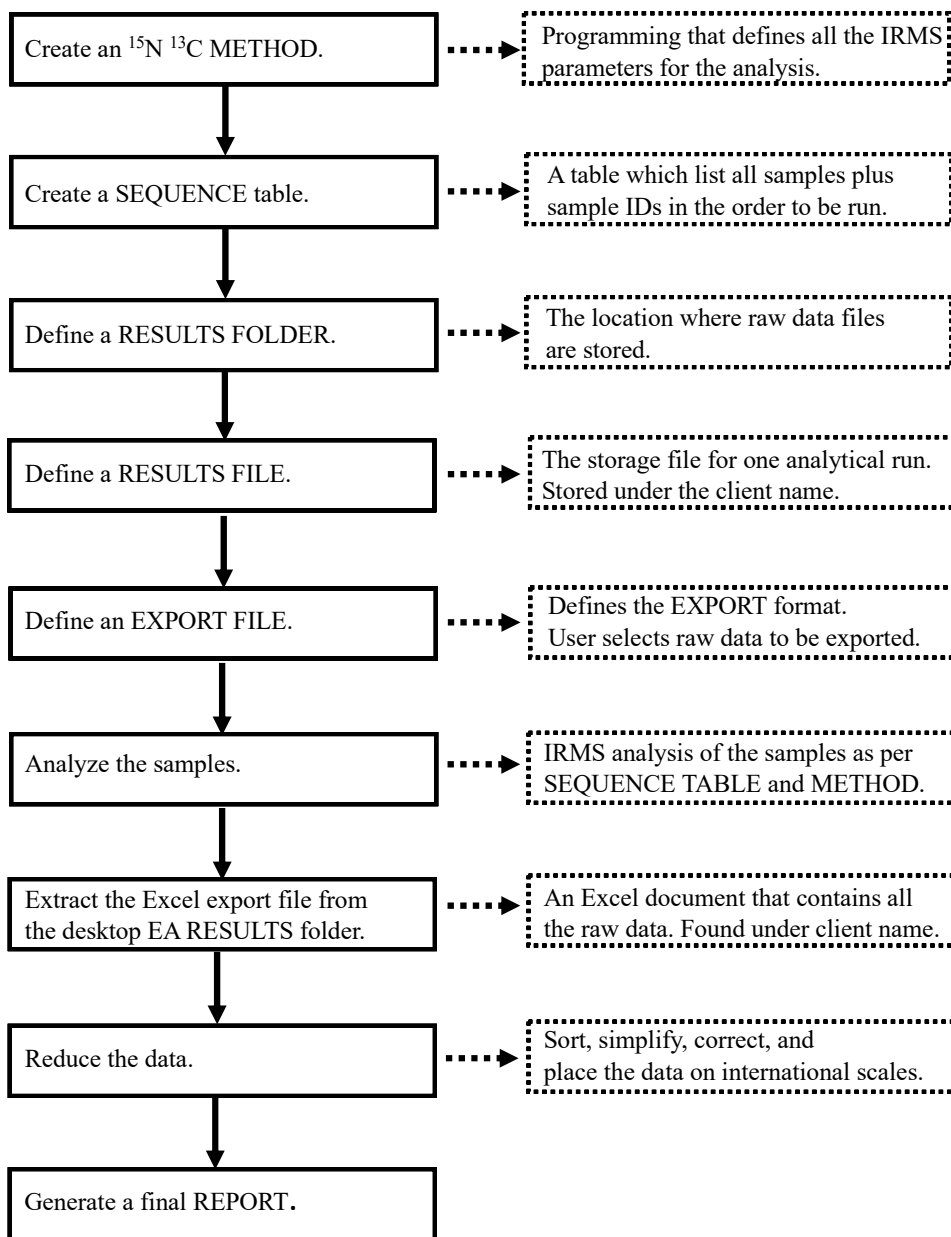 Create an ¹⁵N ¹³C METHOD.
Programming that defines all the IRMS
parameters for the analysis.
Create a SEQUENCE table.
A table which list all samples plus
sample IDs in the order to be run.
Define a RESULTS FOLDER.
The location where raw data files
are stored.
Define a RESULTS FILE.
The storage file for one analytical run.
Stored under the client name.
Define an EXPORT FILE.
Defines the EXPORT format.
User selects raw data to be exported.
Analyze the samples.
IRMS analysis of the samples as per
SEQUENCE TABLE and METHOD.
Extract the Excel export file from
the desktop EA RESULTS folder.
An Excel document that contains all
the raw data. Found under client name.
Reduce the data.
Sort, simplify, correct, and
place the data on international scales.
Generate a final REPORT.